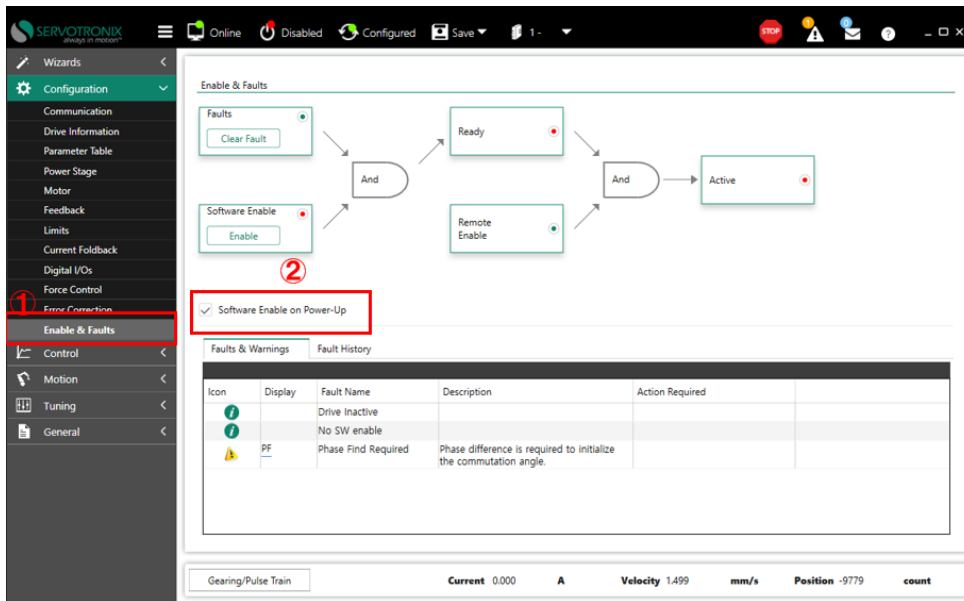 SERVOTRONIX
always in motion™
Online
Disabled
Configured
Save
1 -
STOP
1
0
?
Wizards
Configuration
Communication
Drive Information
Parameter Table
Power Stage
Motor
Feedback
Limits
Current Foldback
Digital I/Os
Force Control
① Error Correction
Enable & Faults
Control
Motion
Tuning
General
Enable & Faults
Faults
Clear Fault
And
Ready
And
Active
Software Enable
Enable
Remote
Enable
②
Software Enable on Power-Up
Faults & Warnings Fault History
Icon Display Fault Name Description Action Required
i Drive Inactive
i No SW enable
PF Phase Find Required Phase difference is required to initialize
the commutation angle.
Gearing/Pulse Train Current 0.000 A Velocity 1.499 mm/s Position -9779 count